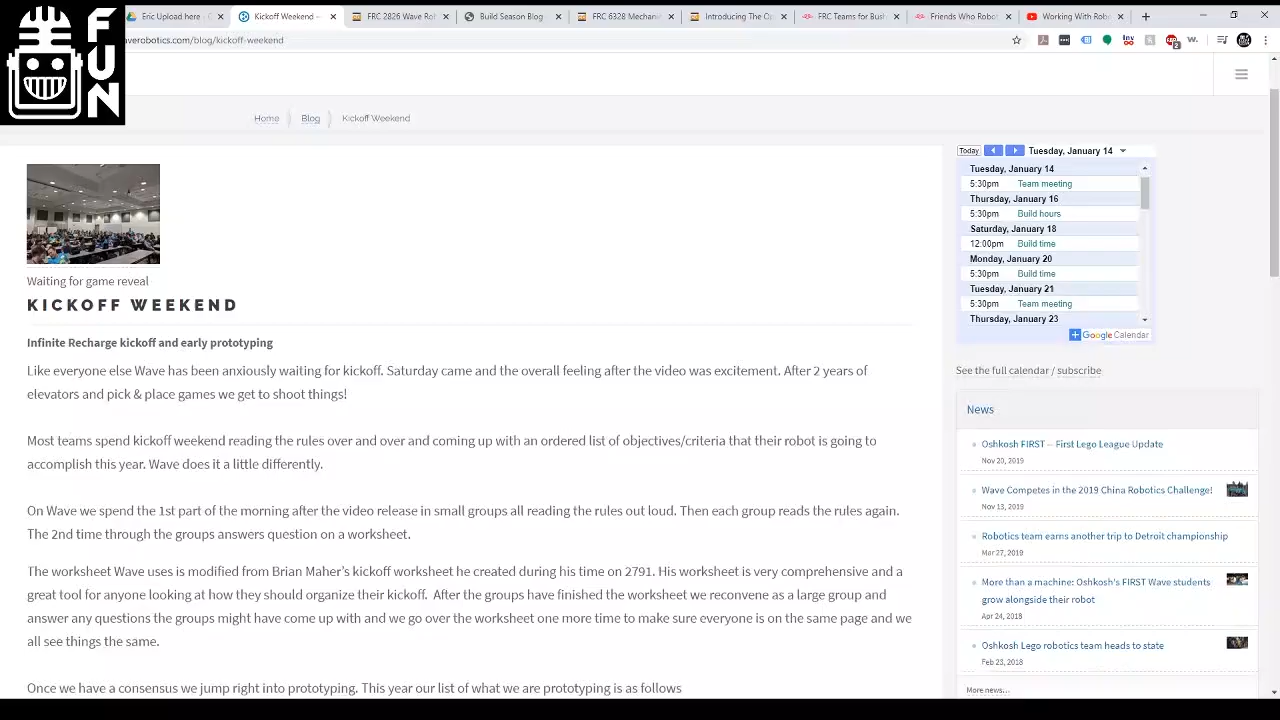 FUN
Eric Upload here -
Kickoff Weekend –
FRC 2826 Wave Ro
Build Season Blog
FRC 6328 Mechan
Introducing The O
FRC Teams for Bush
Friends Who Robo
Working With Rob
averobotics.com/blog/kickoff-weekend
Home
Blog
Kickoff Weekend
Waiting for game reveal
KICKOFF WEEKEND
Infinite Recharge kickoff and early prototyping
Like everyone else Wave has been anxiously waiting for kickoff. Saturday came and the overall feeling after the video was excitement. After 2 years of
elevators and pick & place games we get to shoot things!
Most teams spend kickoff weekend reading the rules over and over and coming up with an ordered list of objectives/criteria that their robot is going to
accomplish this year. Wave does it a little differently.
On Wave we spend the 1st part of the morning after the video release in small groups all reading the rules out loud. Then each group reads the rules again.
The 2nd time through the groups answers question on a worksheet.
The worksheet Wave uses is modified from Brian Maher's kickoff worksheet he created during his time on 2791. His worksheet is very comprehensive and a
great tool for anyone looking at how they should organize their kickoff. After the groups have finished the worksheet we reconvene as a large group and
answer any questions the groups might have come up with and we go over the worksheet one more time to make sure everyone is on the same page and we
all see things the same.
Once we have a consensus we jump right into prototyping. This year our list of what we are prototyping is as follows
Today Tuesday, January 14
Tuesday, January 14
5:30pm Team meeting
Thursday, January 16
5:30pm Build hours
Saturday, January 18
12:00pm Build time
Monday, January 20
5:30pm Build time
Tuesday, January 21
5:30pm Team meeting
Thursday, January 23
Google Calendar
See the full calendar / subscribe
News
Oshkosh FIRST – First Lego League Update
Nov 20, 2019
Wave Competes in the 2019 China Robotics Challenge!
Nov 13, 2019
Robotics team earns another trip to Detroit championship
Mar 27, 2019
More than a machine: Oshkosh's FIRST Wave students
grow alongside their robot
Apr 24, 2018
Oshkosh Lego robotics team heads to state
Feb 23, 2018
More news...